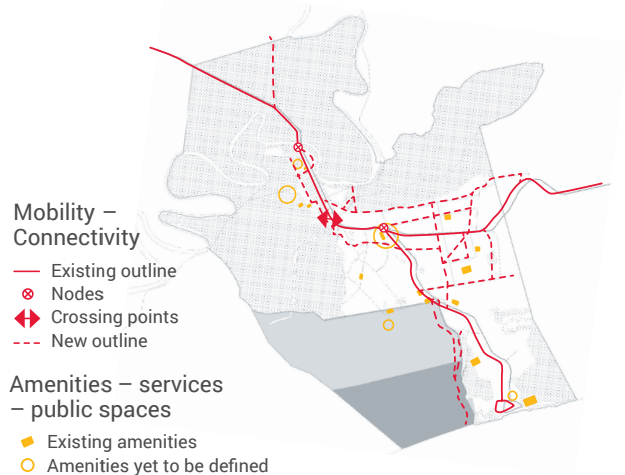 Mobility –
Connectivity
Existing outline
Nodes
Crossing points
New outline
Amenities – services
– public spaces
Existing amenities
Amenities yet to be defined